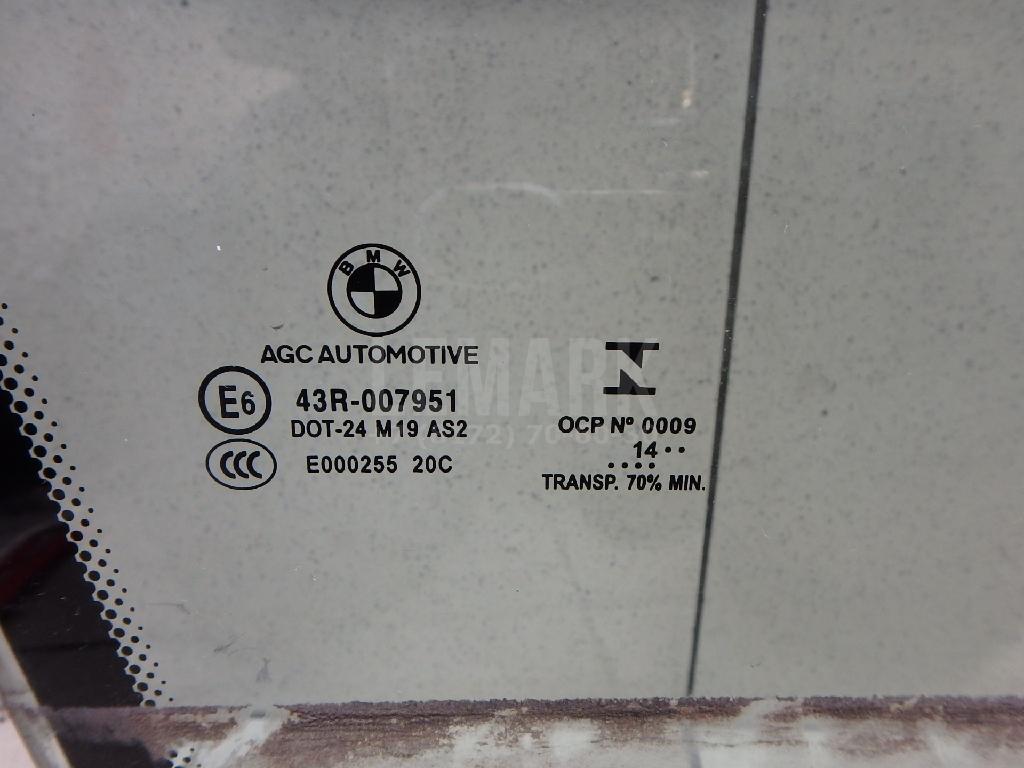 BMW
AGC AUTOMOTIVE
E6 43R-007951
DOT-24 M19 AS2
CCC E000255 20C
N
OCP Nº 0009
14··
····
TRANSP. 70% MIN.
LEMARK